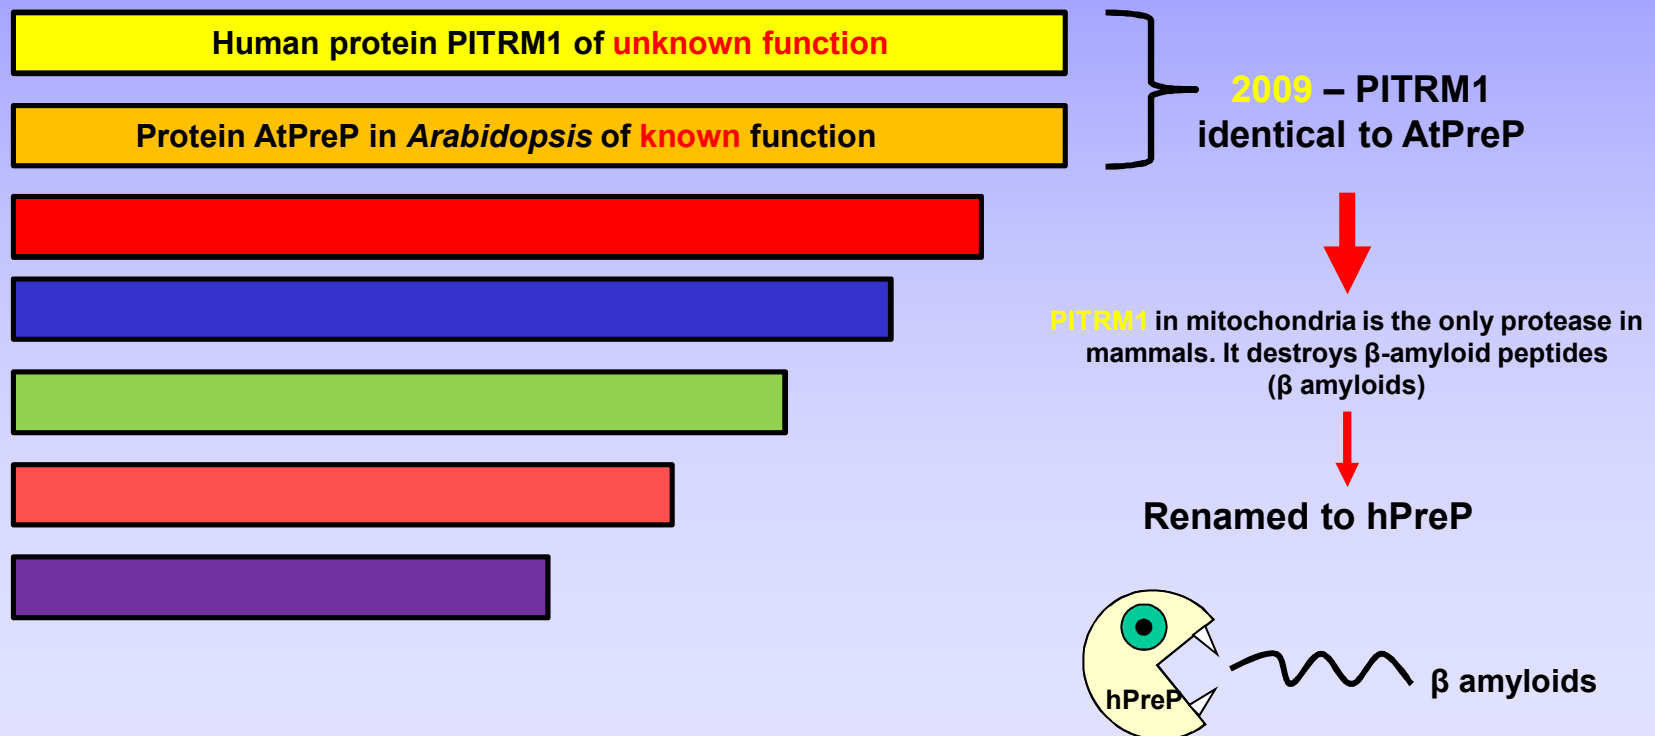 Human protein PITRM1 of unknown function
Protein AtPreP in Arabidopsis of known function
2009 – PITRM1
identical to AtPreP
PITRM1 in mitochondria is the only protease in
mammals. It destroys β-amyloid peptides
(β amyloids)
Renamed to hPreP
hPreP
β amyloids